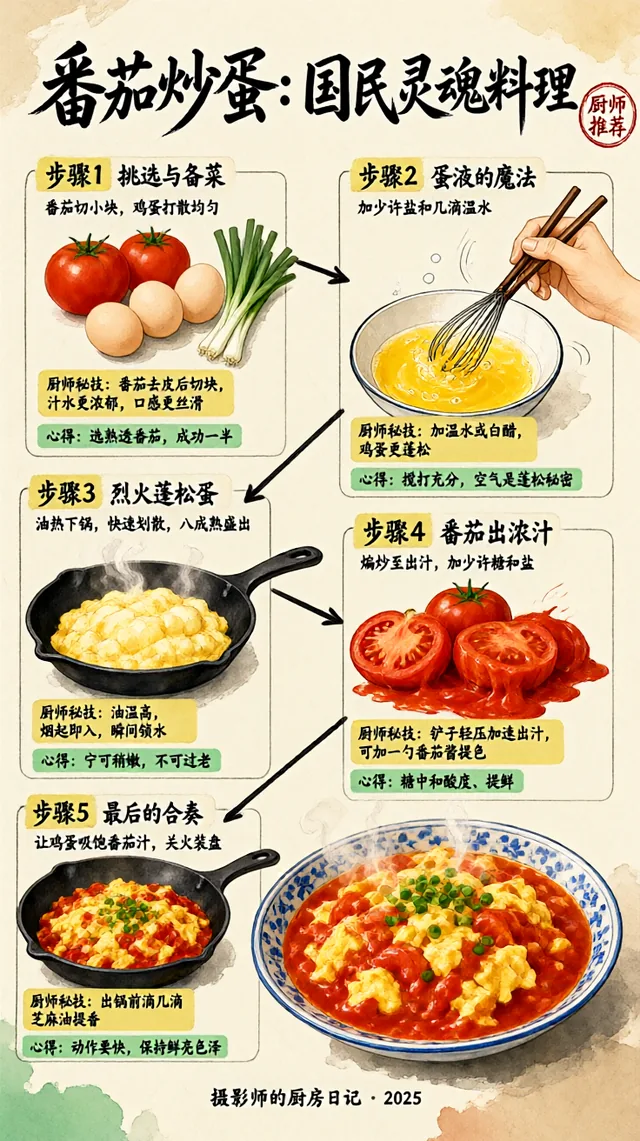 番茄炒蛋：国民灵魂料理
厨师
推荐
步骤1 挑选与备菜
番茄切小块，鸡蛋打散均匀
厨师秘技：番茄去皮后切块，
汁水更浓郁，口感更丝滑
心得：选熟透番茄，成功一半
步骤2 蛋液的魔法
加少许盐和几滴温水
厨师秘技：加温水或白醋，
鸡蛋更蓬松
心得：搅打充分，空气是蓬松秘密
步骤3 烈火蓬松蛋
油热下锅，快速划散，八成熟盛出
厨师秘技：油温高，
烟起即入，瞬间锁水
心得：宁可稍嫩，不可过老
步骤4 番茄出浓汁
煸炒至出汁，加少许糖和盐
厨师秘技：铲子轻压加速出汁，
可加一勺番茄酱提色
心得：糖中和酸度、提鲜
步骤5 最后的合奏
让鸡蛋吸饱番茄汁，关火装盘
厨师秘技：出锅前滴几滴
芝麻油提香
心得：动作要快，保持鲜亮色泽
摄影师的厨房日记 · 2025